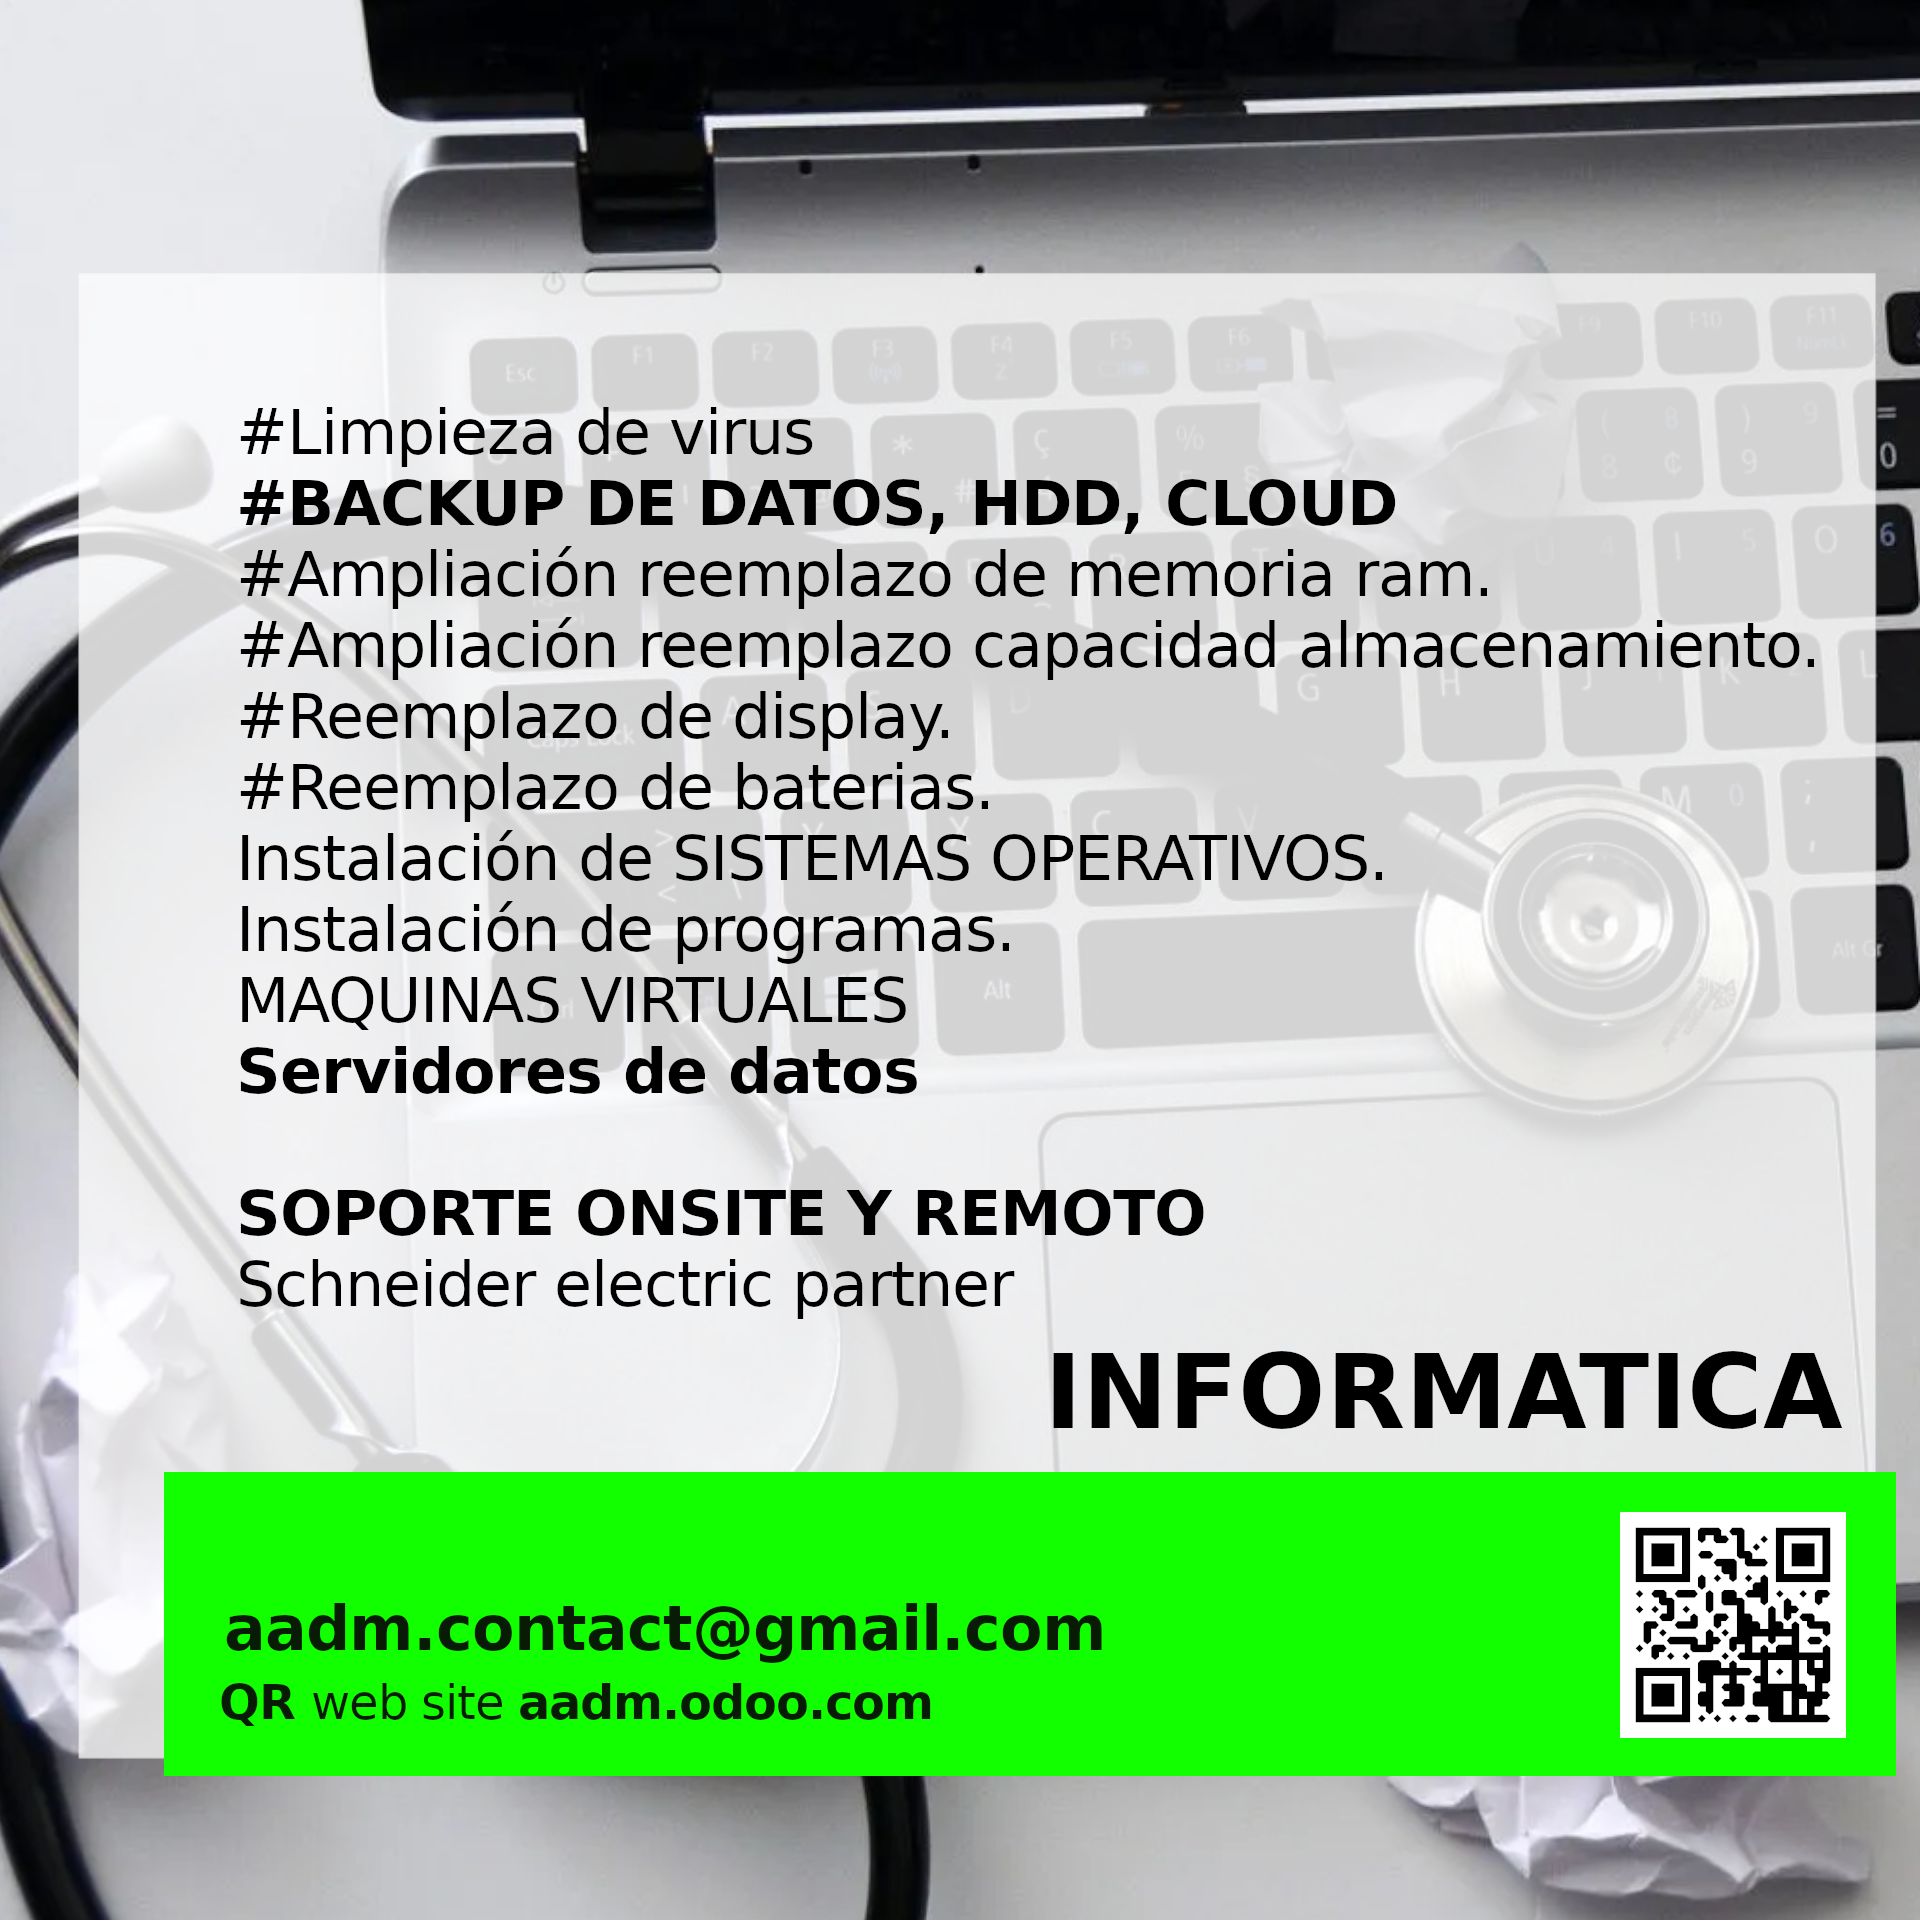 #Limpieza de virus
#BACKUP DE DATOS, HDD, CLOUD
#Ampliación reemplazo de memoria ram.
#Ampliación reemplazo capacidad almacenamiento.
#Reemplazo de display.
#Reemplazo de baterias.
Instalación de SISTEMAS OPERATIVOS.
Instalación de programas.
MAQUINAS VIRTUALES
Servidores de datos
SOPORTE ONSITE Y REMOTO
Schneider electric partner
INFORMATICA
aadm.contact@gmail.com
QR web site aadm.odoo.com